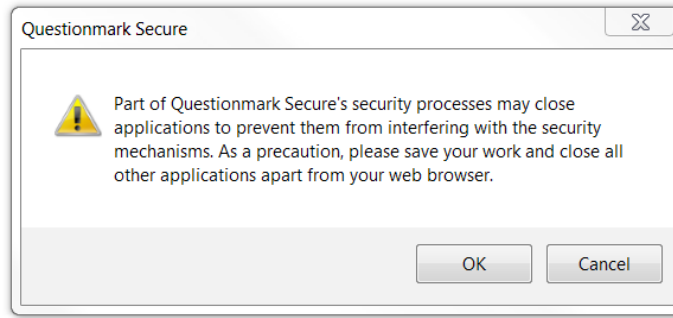 Questionmark Secure
Part of Questionmark Secure's security processes may close
applications to prevent them from interfering with the security
mechanisms. As a precaution, please save your work and close all
other applications apart from your web browser.
OK
Cancel